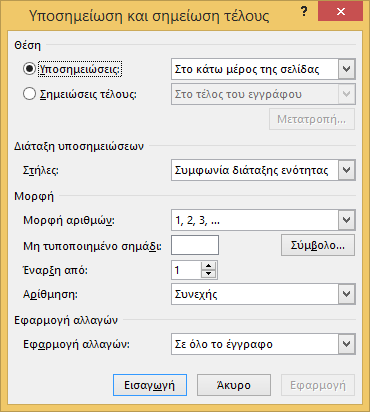 Υποσημείωση και σημείωση τέλους ? ×
Θέση
Υποσημειώσεις: Στο κάτω μέρος της σελίδας
Σημειώσεις τέλους: Στο τέλος του εγγράφου
Μετατροπή...
Διάταξη υποσημειώσεων
Στήλες: Συμφωνία διάταξης ενότητας
Μορφή
Μορφή αριθμών: 1, 2, 3, ...
Μη τυποποιημένο σημάδι: Σύμβολο...
Έναρξη από: 1
Αρίθμηση: Συνεχής
Εφαρμογή αλλαγών
Εφαρμογή αλλαγών: Σε όλο το έγγραφο
Εισαγωγή Άκυρο Εφαρμογή